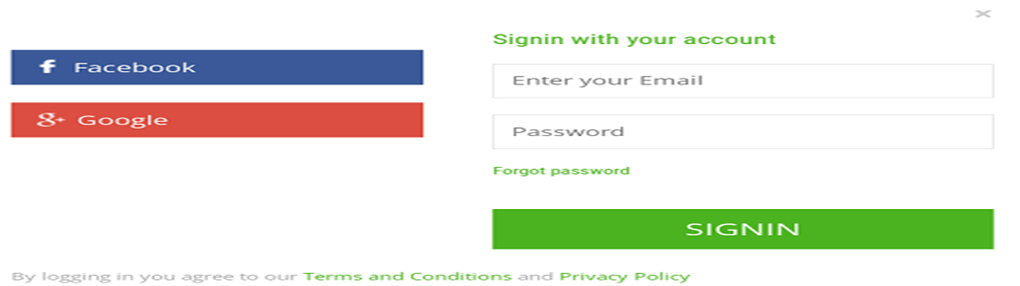 Facebook
Google
Signin with your account
Enter your Email
Password
Forgot password
SIGNIN
By logging in you agree to our Terms and Conditions and Privacy Policy